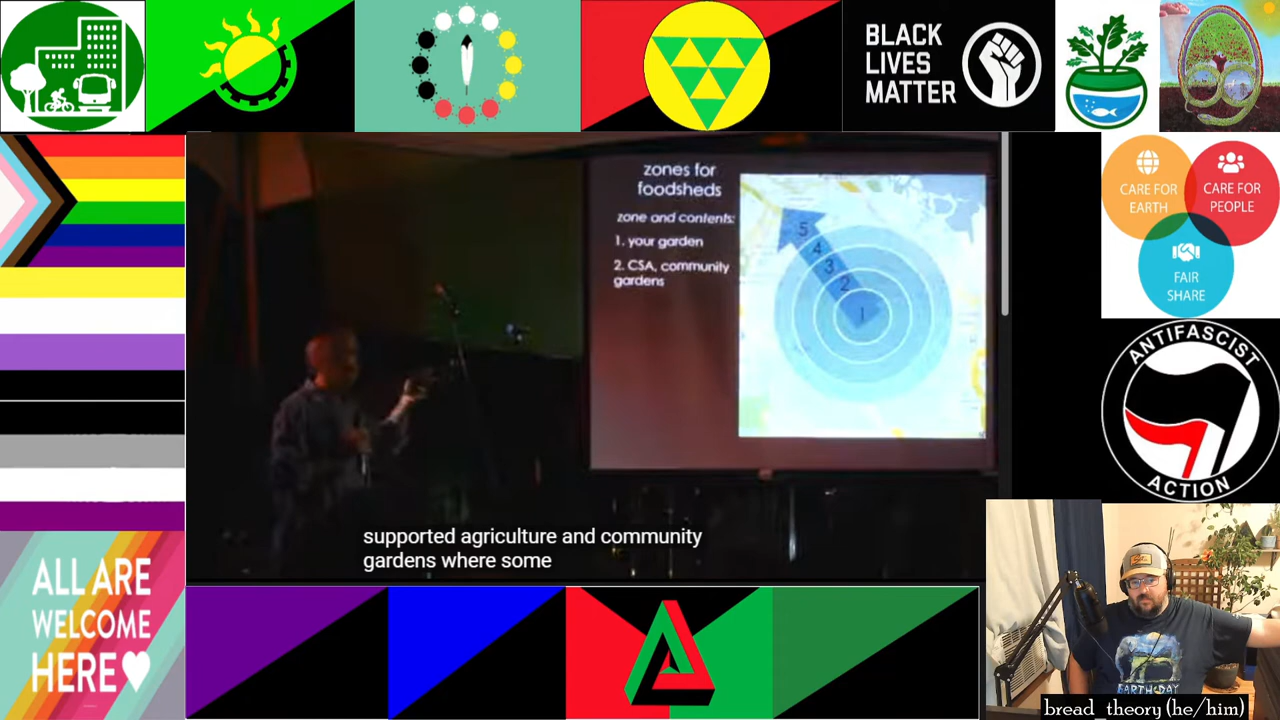 BLACK
LIVES
MATTER
zones for
foodsheds
zone and contents:
1. your garden
2. CSA, community
gardens
5
4
3
2
1
CARE FOR
EARTH
CARE FOR
PEOPLE
FAIR
SHARE
ANTIFASCIST
ACTION
ALL ARE
WELCOME
HERE
supported agriculture and community
gardens where some
EARTH DAY
bread_theory (he/him)